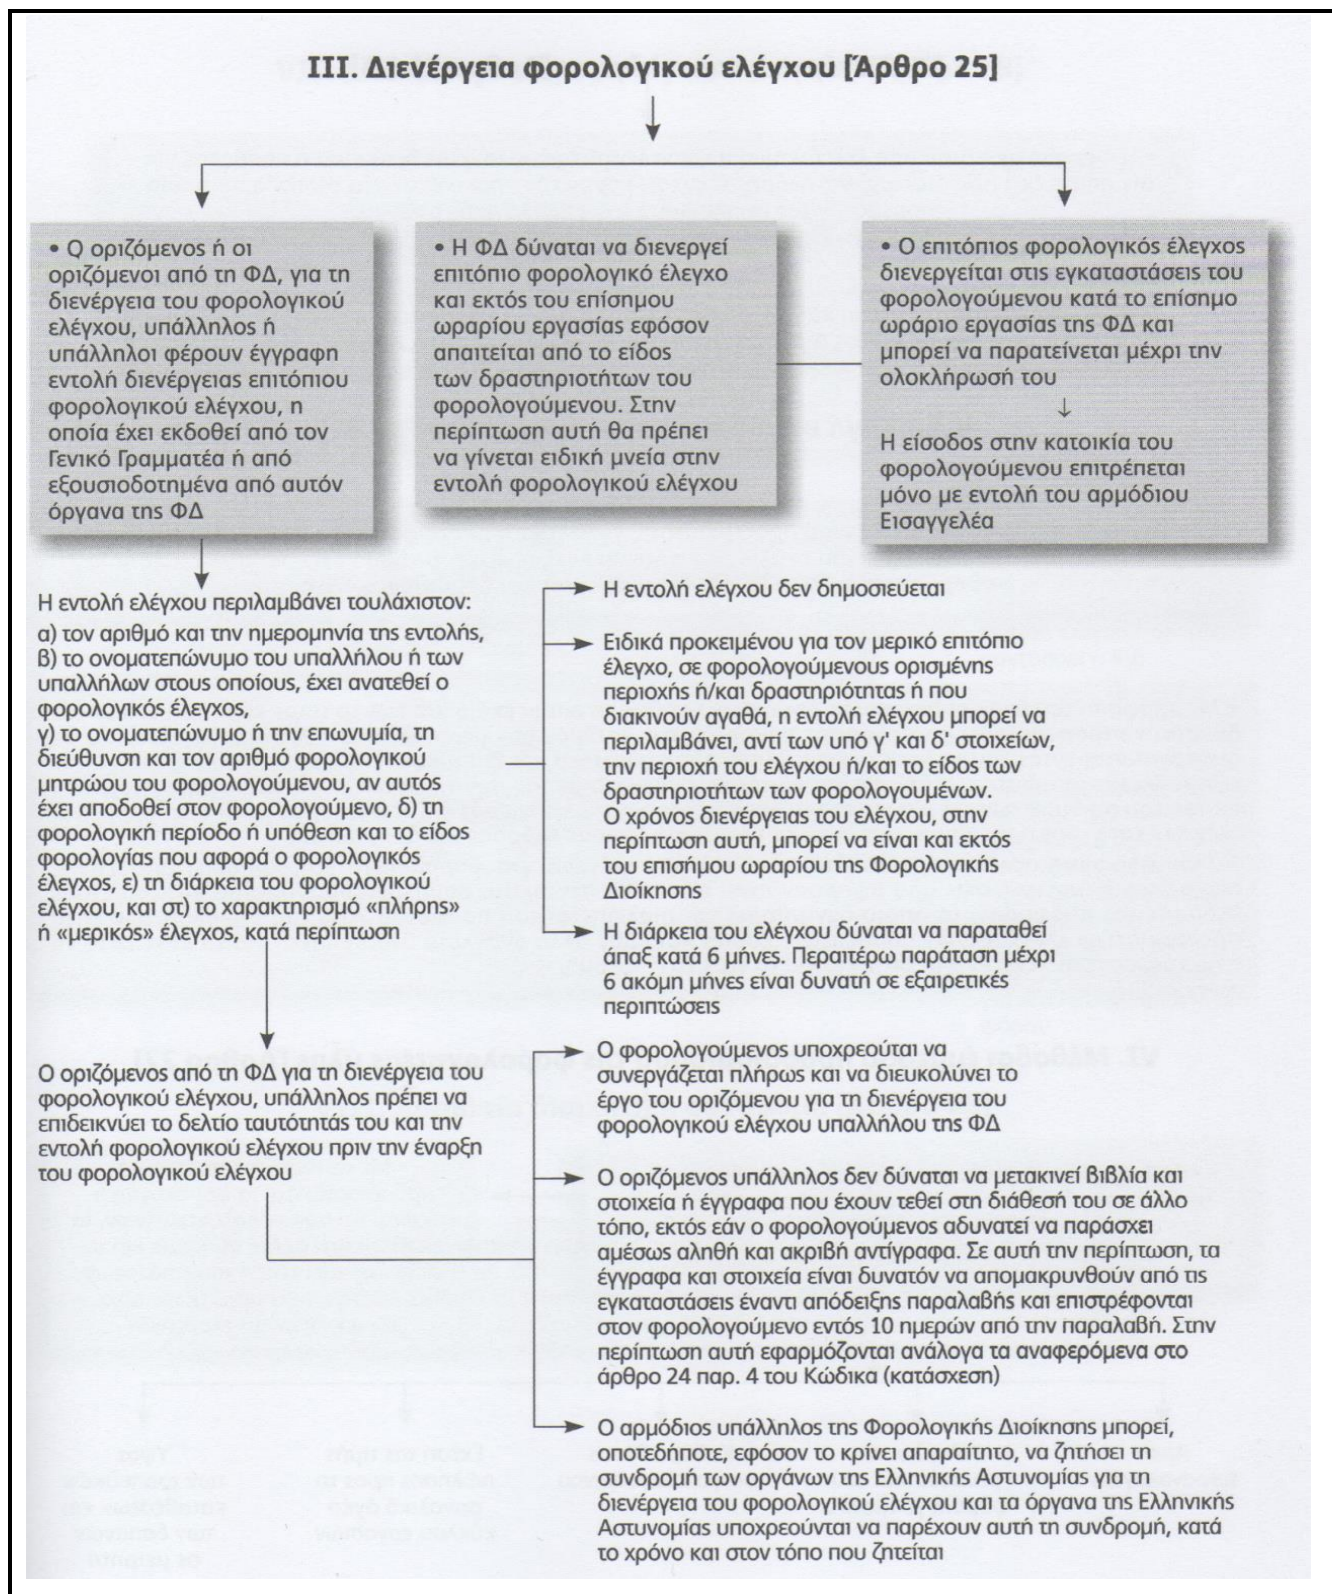 III. Διενέργεια φορολογικού ελέγχου [Άρθρο 25]
• Ο οριζόμενος ή οι
οριζόμενοι από τη ΦΔ, για τη
διενέργεια του φορολογικού
ελέγχου, υπάλληλος ή
υπάλληλοι φέρουν έγγραφη
εντολή διενέργειας επιτόπιου
φορολογικού ελέγχου, η
οποία έχει εκδοθεί από τον
Γενικό Γραμματέα ή από
εξουσιοδοτημένα από αυτόν
όργανα της ΦΔ
• Η ΦΔ δύναται να διενεργεί
επιτόπιο φορολογικό έλεγχο
και εκτός του επίσημου
ωραρίου εργασίας εφόσον
απαιτείται από το είδος
των δραστηριοτήτων του
φορολογούμενου. Στην
περίπτωση αυτή θα πρέπει
να γίνεται ειδική μνεία στην
εντολή φορολογικού ελέγχου
• Ο επιτόπιος φορολογικός έλεγχος
διενεργείται στις εγκαταστάσεις του
φορολογούμενου κατά το επίσημο
ωράριο εργασίας της ΦΔ και
μπορεί να παρατείνεται μέχρι την
ολοκλήρωσή του
Η είσοδος στην κατοικία του
φορολογούμενου επιτρέπεται
μόνο με εντολή του αρμόδιου
Εισαγγελέα
Η εντολή ελέγχου περιλαμβάνει τουλάχιστον:
α) τον αριθμό και την ημερομηνία της εντολής,
β) το ονοματεπώνυμο του υπαλλήλου ή των
υπαλλήλων στους οποίους, έχει ανατεθεί ο
φορολογικός έλεγχος,
γ) το ονοματεπώνυμο ή την επωνυμία, τη
διεύθυνση και τον αριθμό φορολογικού
μητρώου του φορολογούμενου, αν αυτός
έχει αποδοθεί στον φορολογούμενο, δ) τη
φορολογική περίοδο ή υπόθεση και το είδος
φορολογίας που αφορά ο φορολογικός
έλεγχος, ε) τη διάρκεια του φορολογικού
ελέγχου, και στ) το χαρακτηρισμό «πλήρης»
ή «μερικός» έλεγχος, κατά περίπτωση
Η εντολή ελέγχου δεν δημοσιεύεται
Ειδικά προκειμένου για τον μερικό επιτόπιο
έλεγχο, σε φορολογούμενους ορισμένης
περιοχής ή/και δραστηριότητας ή που
διακινούν αγαθά, η εντολή ελέγχου μπορεί να
περιλαμβάνει, αντί των υπό γ' και δ' στοιχείων,
την περιοχή του ελέγχου ή/και το είδος των
δραστηριοτήτων των φορολογουμένων.
Ο χρόνος διενέργειας του ελέγχου, στην
περίπτωση αυτή, μπορεί να είναι και εκτός
του επισήμου ωραρίου της Φορολογικής
Διοίκησης
Η διάρκεια του ελέγχου δύναται να παραταθεί
άπαξ κατά 6 μήνες. Περαιτέρω παράταση μέχρι
6 ακόμη μήνες είναι δυνατή σε εξαιρετικές
περιπτώσεις
Ο οριζόμενος από τη ΦΔ για τη διενέργεια του
φορολογικού ελέγχου, υπάλληλος πρέπει να
επιδεικνύει το δελτίο ταυτότητάς του και την
εντολή φορολογικού ελέγχου πριν την έναρξη
του φορολογικού ελέγχου
Ο φορολογούμενος υποχρεούται να
συνεργάζεται πλήρως και να διευκολύνει το
έργο του οριζόμενου για τη διενέργεια του
φορολογικού ελέγχου υπαλλήλου της ΦΔ
Ο οριζόμενος υπάλληλος δεν δύναται να μετακινεί βιβλία και
στοιχεία ή έγγραφα που έχουν τεθεί στη διάθεσή του σε άλλο
τόπο, εκτός εάν ο φορολογούμενος αδυνατεί να παράσχει
αμέσως αληθή και ακριβή αντίγραφα. Σε αυτή την περίπτωση, τα
έγγραφα και στοιχεία είναι δυνατόν να απομακρυνθούν από τις
εγκαταστάσεις έναντι απόδειξης παραλαβής και επιστρέφονται
στον φορολογούμενο εντός 10 ημερών από την παραλαβή. Στην
περίπτωση αυτή εφαρμόζονται ανάλογα τα αναφερόμενα στο
άρθρο 24 παρ. 4 του Κώδικα (κατάσχεση)
Ο αρμόδιος υπάλληλος της Φορολογικής Διοίκησης μπορεί,
οποτεδήποτε, εφόσον το κρίνει απαραίτητο, να ζητήσει τη
συνδρομή των οργάνων της Ελληνικής Αστυνομίας για τη
διενέργεια του φορολογικού ελέγχου και τα όργανα της Ελληνικής
Αστυνομίας υποχρεούνται να παρέχουν αυτή τη συνδρομή, κατά
το χρόνο και στον τόπο που ζητείται